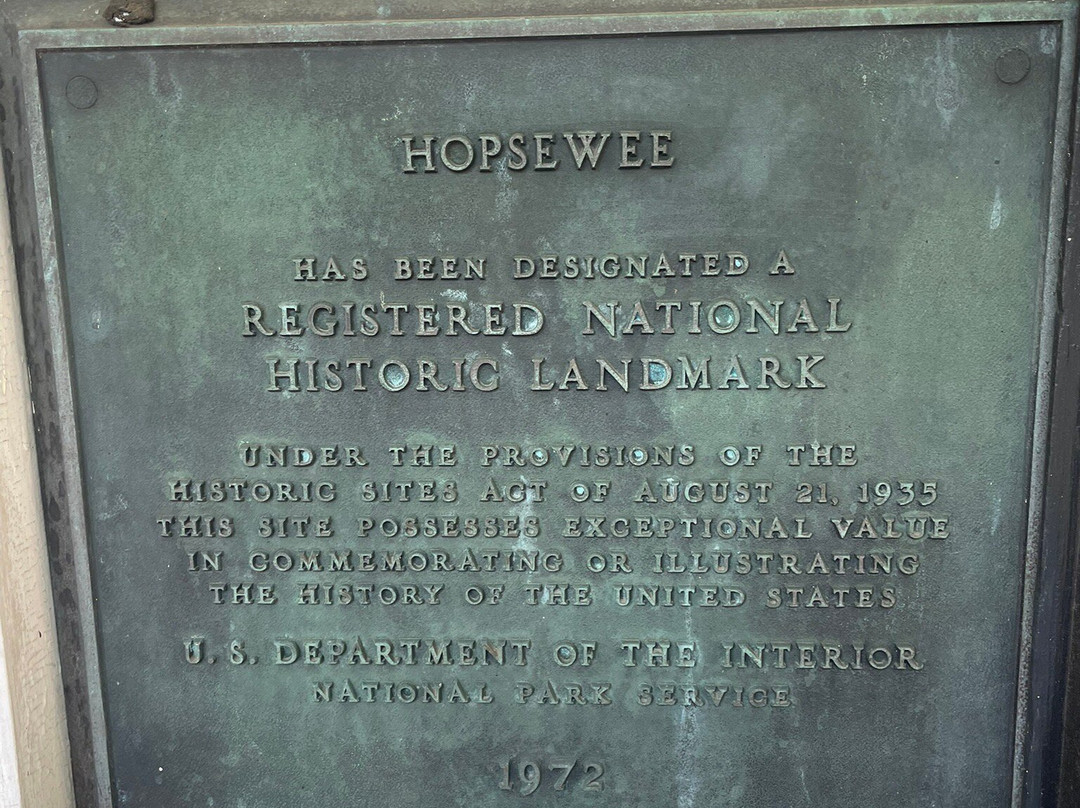 HOPSEWEE
HAS BEEN DESIGNATED A
REGISTERED NATIONAL
HISTORIC LANDMARK
UNDER THE PROVISIONS OF THE
HISTORIC SITES ACT OF AUGUST 21, 1935
THIS SITE POSSESSES EXCEPTIONAL VALUE
IN COMMEMORATING OR ILLUSTRATING
THE HISTORY OF THE UNITED STATES
U. S. DEPARTMENT OF THE INTERIOR
NATIONAL PARK SERVICE
1972